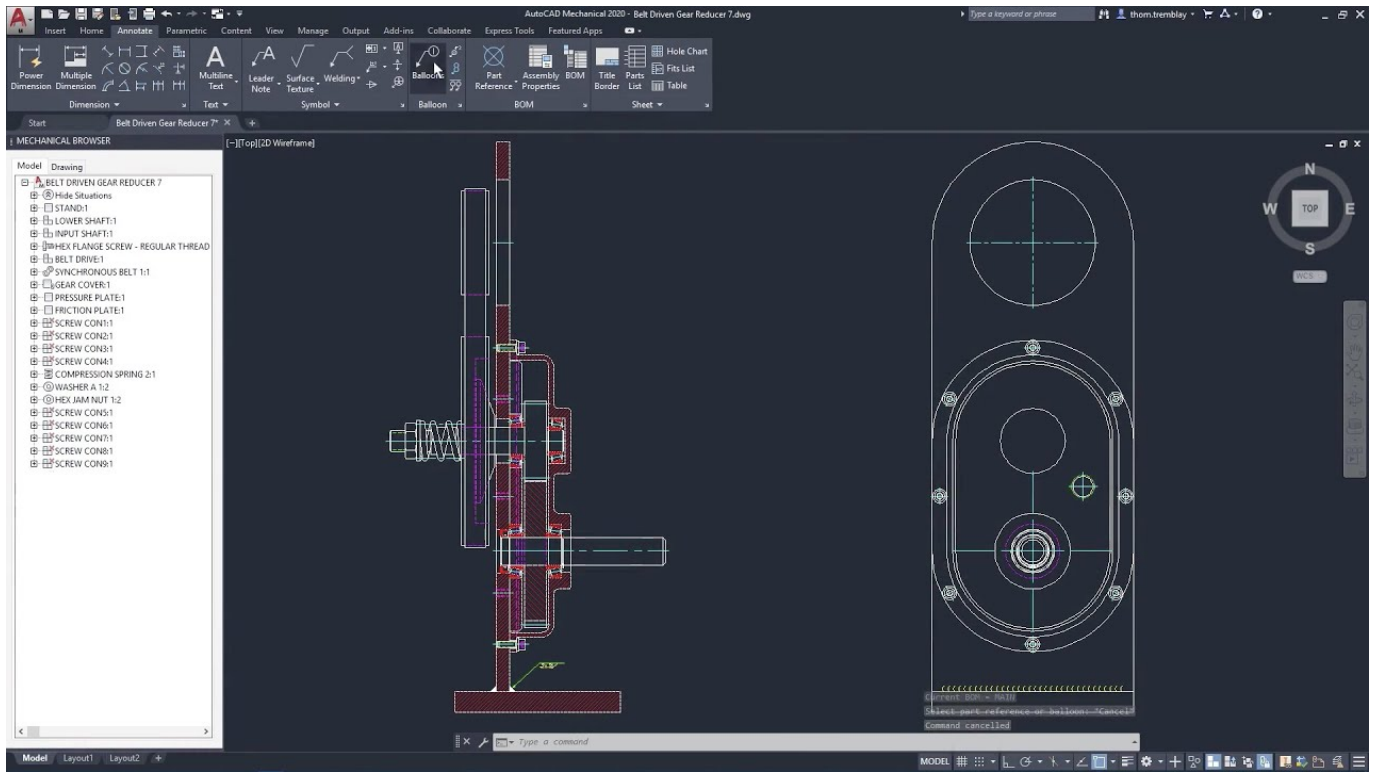 AutoCAD Mechanical 2020 - Belt Driven Gear Reducer 7.dwg
Type a keyword or phrase
thom.tremblay
Insert Home Annotate Parametric Content View Manage Output Add-ins Collaborate Express Tools Featured Apps
Power Dimension
Multiple Dimension
Multiline Text
Leader Note
Surface Texture
Welding
Balloons
Part Reference
Assembly Properties
BOM
Title Border
Parts List
Hole Chart
Fits List
Table
Dimension Text Symbol Balloon BOM Sheet
Start Belt Driven Gear Reducer 7*
MECHANICAL BROWSER
[−][Top][2D Wireframe]
Model Drawing
BELT DRIVEN GEAR REDUCER 7
Hide Situations
STAND:1
LOWER SHAFT:1
INPUT SHAFT:1
HEX FLANGE SCREW - REGULAR THREAD
BELT DRIVE:1
SYNCHRONOUS BELT 1:1
GEAR COVER:1
PRESSURE PLATE:1
FRICTION PLATE:1
SCREW CON1:1
SCREW CON2:1
SCREW CON3:1
SCREW CON4:1
COMPRESSION SPRING 2:1
WASHER A 1:2
HEX JAM NUT 1:2
SCREW CON5:1
SCREW CON6:1
SCREW CON7:1
SCREW CON8:1
SCREW CON9:1
N
W TOP E
S
WCS
Current BOM = MAIN
Select part reference or balloon: *Cancel*
Command cancelled
Type a command
Model Layout1 Layout2 +
MODEL